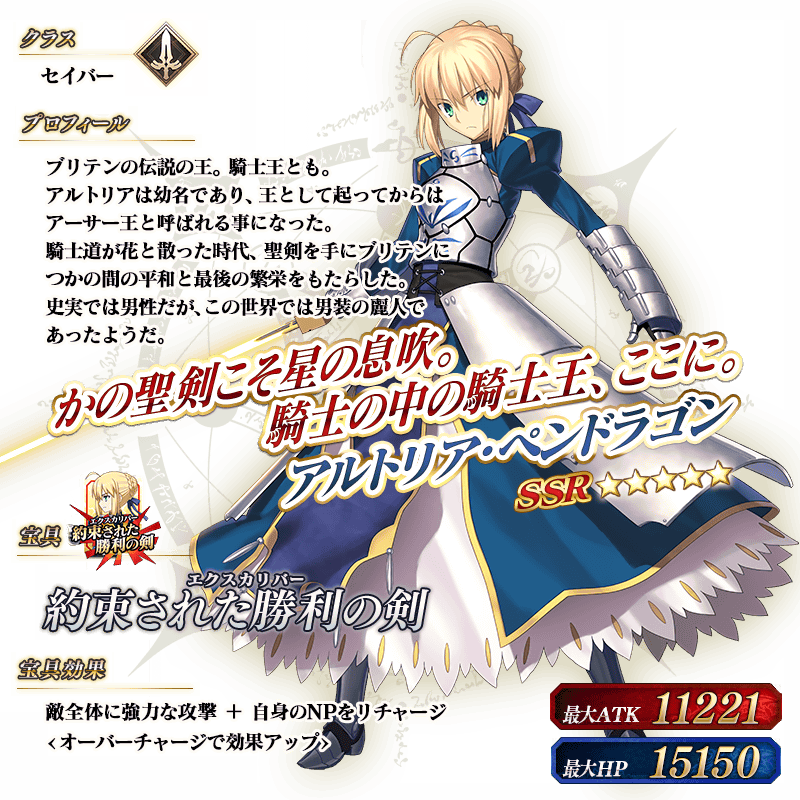 クラス
セイバー
プロフィール
ブリテンの伝説の王。騎士王とも。
アルトリアは幼名であり、王として起ってからは
アーサー王と呼ばれる事になった。
騎士道が花と散った時代、聖剣を手にブリテンに
つかの間の平和と最後の繁栄をもたらした。
史実では男性だが、この世界では男装の麗人で
あったようだ。
かの聖剣こそ星の息吹。
騎士の中の騎士王、ここに。
アルトリア・ペンドラゴン
SSR ★★★★★
宝具
エクスカリバー
約束された
勝利の剣
エクスカリバー
約束された勝利の剣
宝具効果
敵全体に強力な攻撃 ＋ 自身のNPをリチャージ
<オーバーチャージで効果アップ>
最大ATK 11221
最大HP 15150